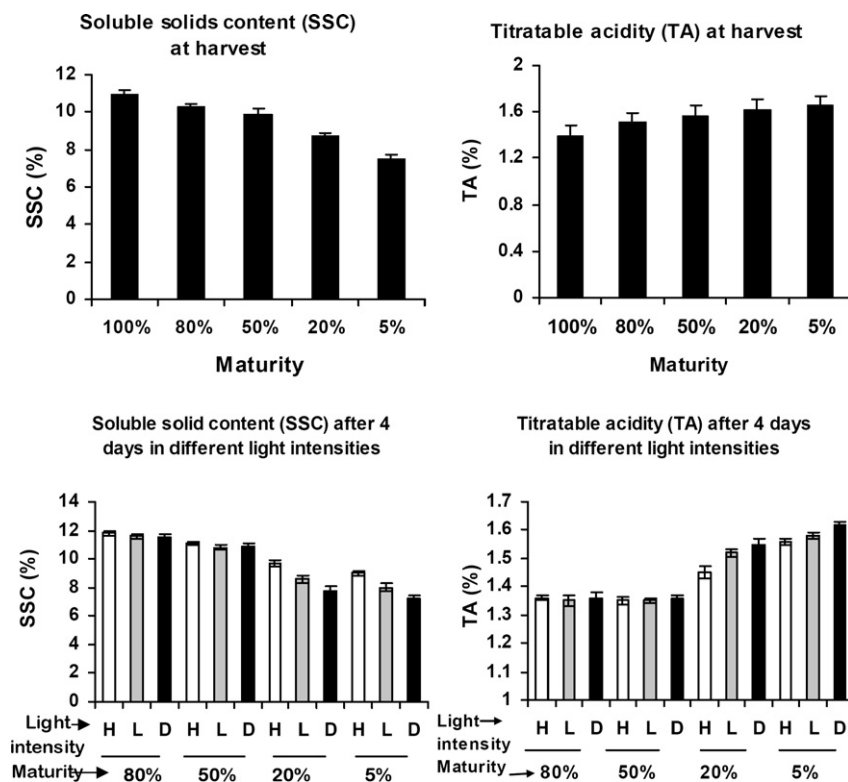 Soluble solids content (SSC)
at harvest
12
10
8
6
4
2
0
SSC (%)
100% 80% 50% 20% 5%
Maturity
Titratable acidity (TA) at harvest
2
1.6
1.2
0.8
0.4
0
TA (%)
100% 80% 50% 20% 5%
Maturity
Soluble solid content (SSC) after 4
days in different light intensities
14
12
10
8
6
4
2
0
SSC (%)
Light H L D H L D H L D H L D
intensity
Maturity 80% 50% 20% 5%
Titratable acidity (TA) after 4 days
in different light intensities
1.7
1.6
1.5
1.4
1.3
1.2
1.1
1
TA (%)
Light H L D H L D H L D H L D
intensity
Maturity 80% 50% 20% 5%